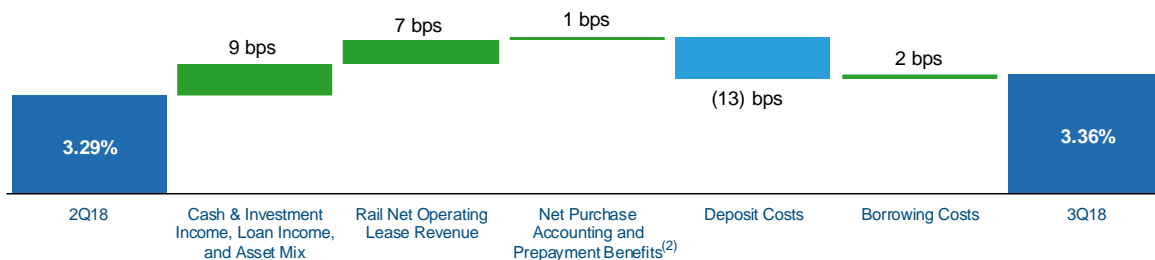 9 bps
7 bps
1 bps
(13) bps
2 bps
3.29%
3.36%
2Q18
Cash & Investment
Income, Loan Income,
and Asset Mix
Rail Net Operating
Lease Revenue
Net Purchase
Accounting and
Prepayment Benefits(2)
Deposit Costs
Borrowing Costs
3Q18